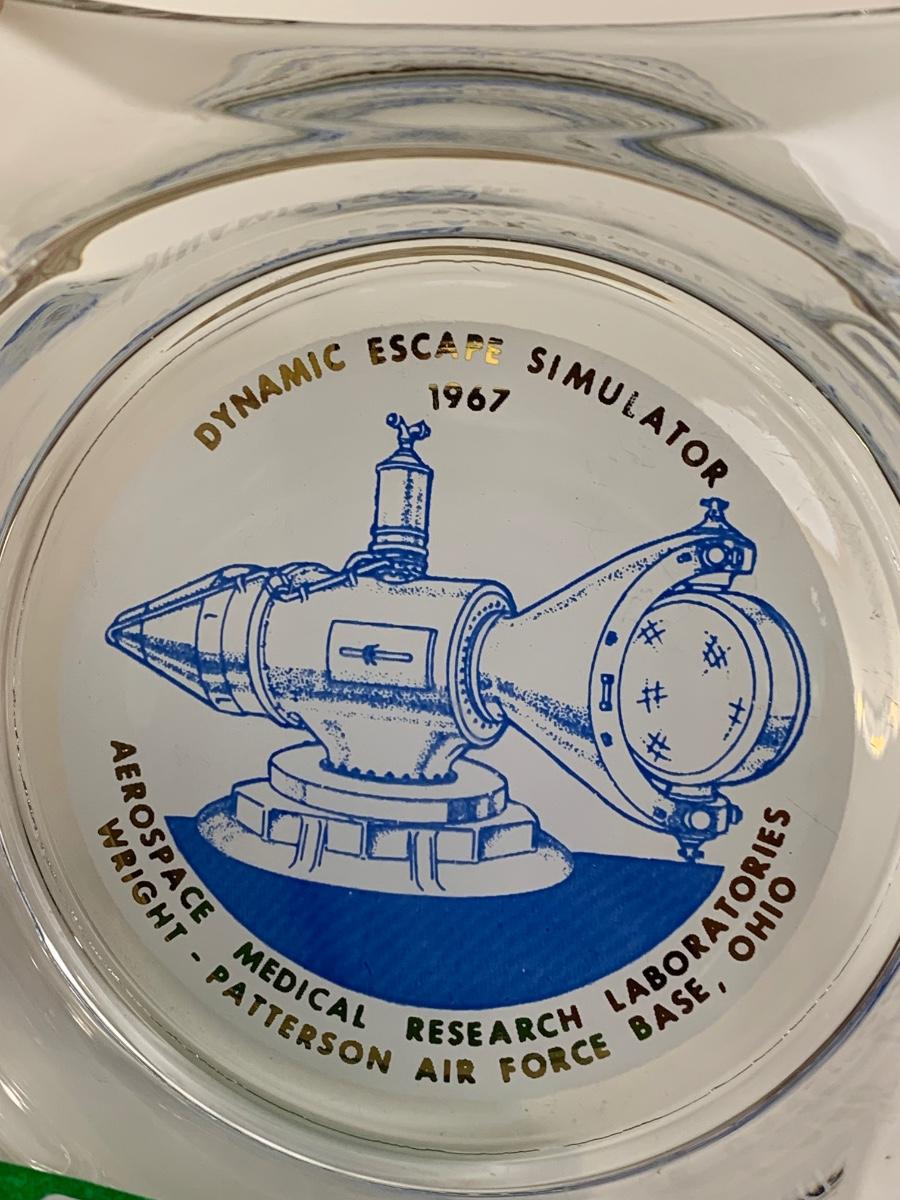 DYNAMIC ESCAPE SIMULATOR
1967
AEROSPACE MEDICAL RESEARCH LABORATORIES
WRIGHT - PATTERSON AIR FORCE BASE, OHIO